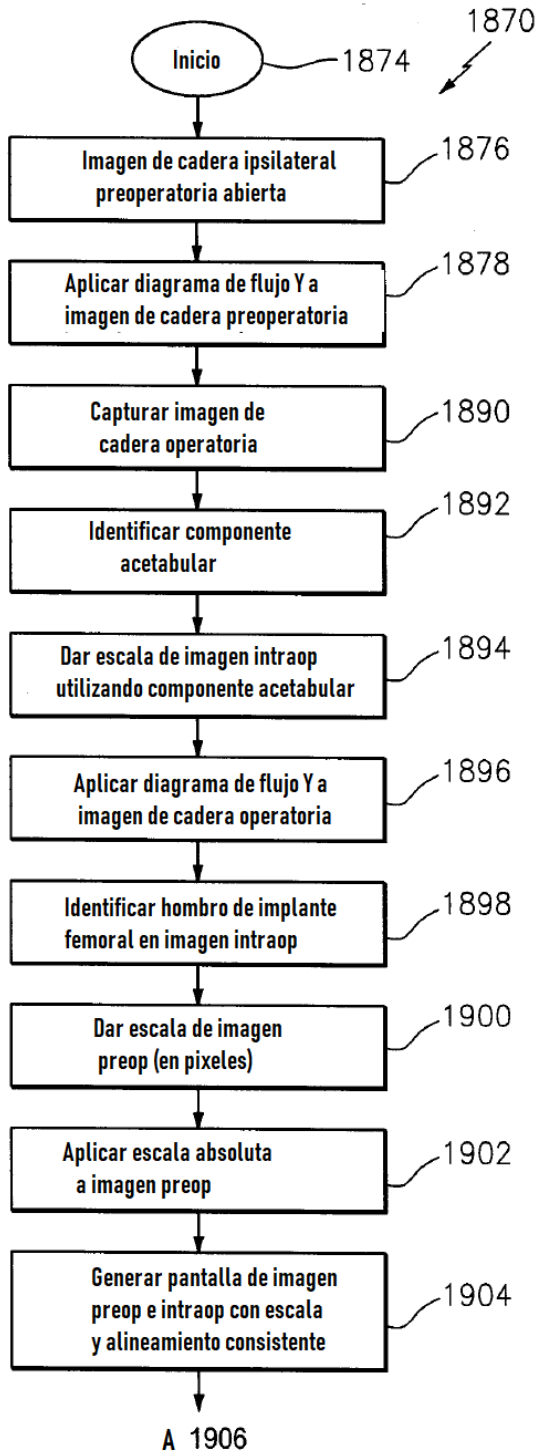 1870
Inicio
1874
Imagen de cadera ipsilateral
preoperatoria abierta
1876
Aplicar diagrama de flujo Y a
imagen de cadera preoperatoria
1878
Capturar imagen de
cadera operatoria
1890
Identificar componente
acetabular
1892
Dar escala de imagen intraop
utilizando componente acetabular
1894
Aplicar diagrama de flujo Y a
imagen de cadera operatoria
1896
Identificar hombro de implante
femoral en imagen intraop
1898
Dar escala de imagen
preop (en pixeles)
1900
Aplicar escala absoluta
a imagen preop
1902
Generar pantalla de imagen
preop e intraop con escala
y alineamiento consistente
1904
A 1906